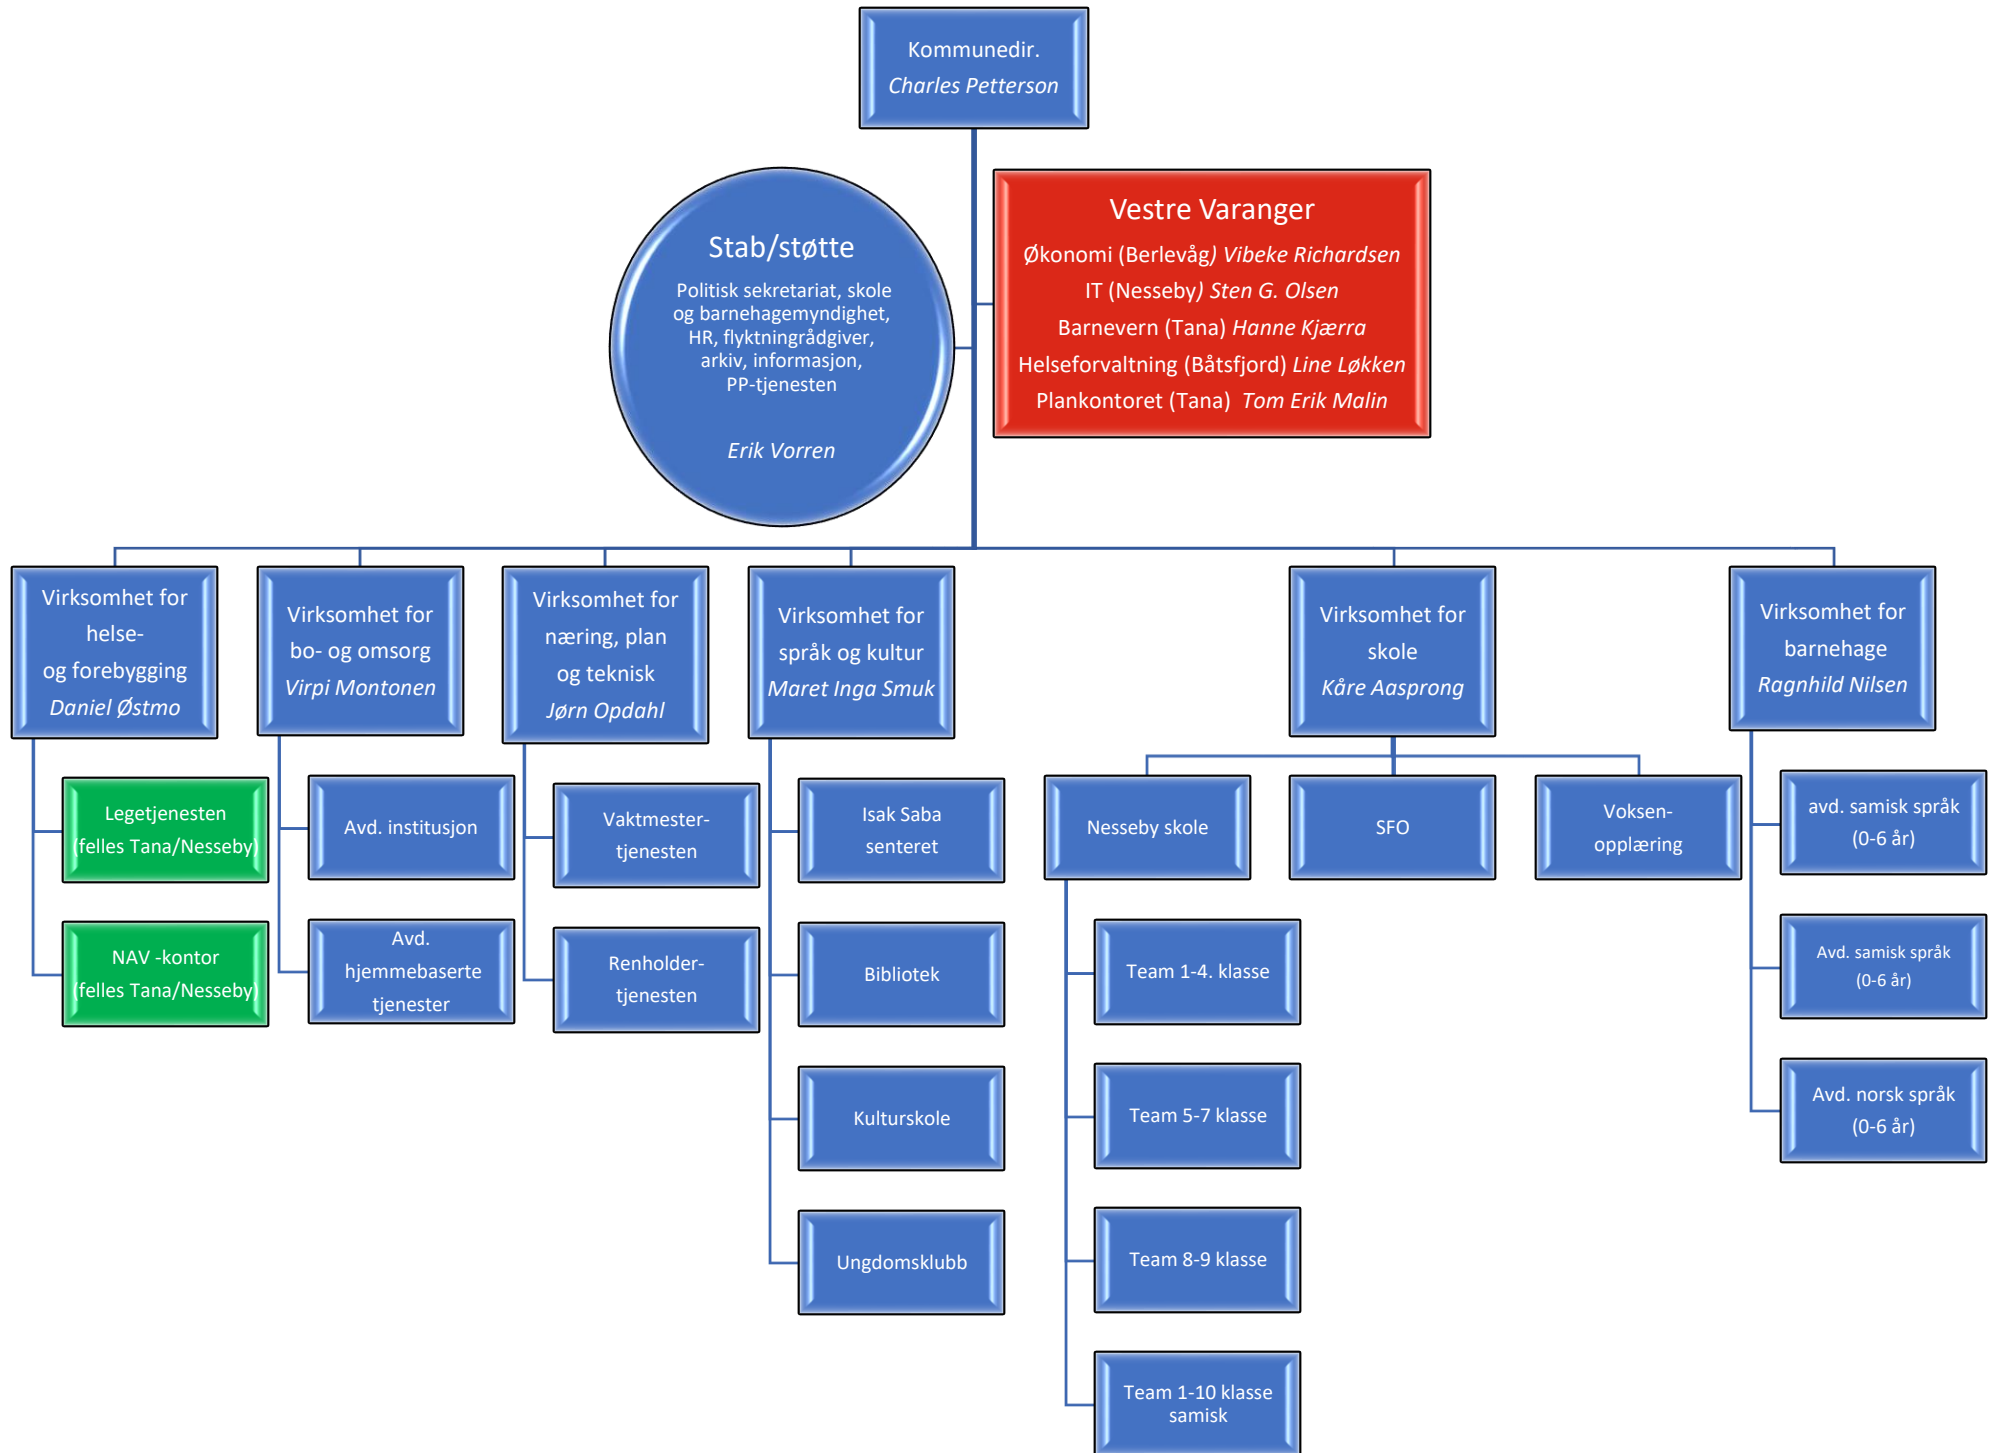 Kommunedir.
Charles Petterson
Stab/støtte
Politisk sekretariat, skole
og barnehagemyndighet,
HR, flyktningrådgiver,
arkiv, informasjon,
PP-tjenesten
Erik Vorren
Vestre Varanger
Økonomi (Berlevåg) Vibeke Richardsen
IT (Nesseby) Sten G. Olsen
Barnevern (Tana) Hanne Kjærra
Helseforvaltning (Båtsfjord) Line Løkken
Plankontoret (Tana) Tom Erik Malin
Virksomhet for
helse-
og forebygging
Daniel Østmo
Legetjenesten
(felles Tana/Nesseby)
NAV -kontor
(felles Tana/Nesseby)
Virksomhet for
bo- og omsorg
Virpi Montonen
Avd. institusjon
Avd.
hjemmebaserte
tjenester
Virksomhet for
næring, plan
og teknisk
Jørn Opdahl
Vaktmester-
tjenesten
Renholder-
tjenesten
Virksomhet for
språk og kultur
Maret Inga Smuk
Isak Saba
senteret
Bibliotek
Kulturskole
Ungdomsklubb
Virksomhet for
skole
Kåre Aasprong
Nesseby skole
Team 1-4. klasse
Team 5-7 klasse
Team 8-9 klasse
Team 1-10 klasse
samisk
SFO
Voksen-
opplæring
Virksomhet for
barnehage
Ragnhild Nilsen
avd. samisk språk
(0-6 år)
Avd. samisk språk
(0-6 år)
Avd. norsk språk
(0-6 år)